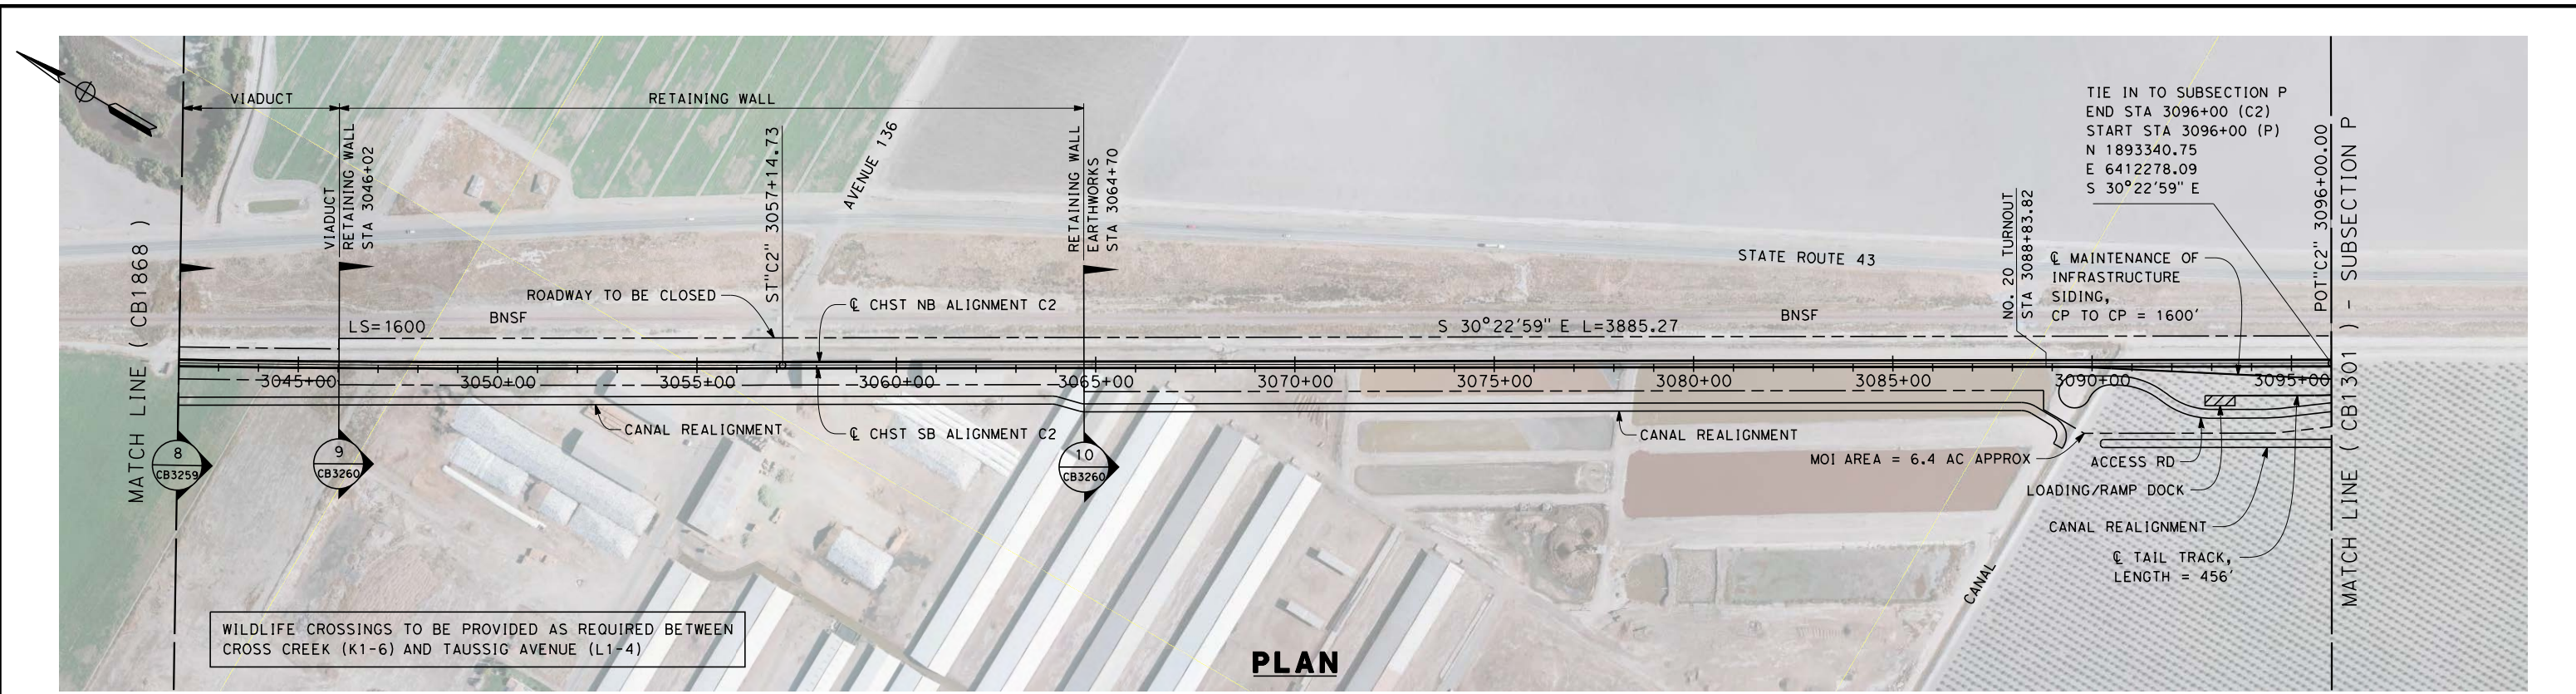 VIADUCT
RETAINING WALL
VIADUCT
RETAINING WALL
STA 3046+02
ST"C2" 3057+14.73
AVENUE 136
RETAINING WALL
EARTHWORKS
STA 3064+70
TIE IN TO SUBSECTION P
END STA 3096+00 (C2)
START STA 3096+00 (P)
N 1893340.75
E 6412278.09
S 30°22'59" E
NO. 20 TURNOUT
STA 3088+83.82
POT"C2" 3096+00.00
MATCH LINE ( CB1868 )
MATCH LINE ( CB1301 ) - SUBSECTION P
STATE ROUTE 43
℄ MAINTENANCE OF
INFRASTRUCTURE
SIDING,
CP TO CP = 1600'
ROADWAY TO BE CLOSED
℄ CHST NB ALIGNMENT C2
LS=1600
BNSF
S 30°22'59" E L=3885.27
BNSF
3045+00
3050+00
3055+00
3060+00
3065+00
3070+00
3075+00
3080+00
3085+00
3090+00
3095+00
CANAL REALIGNMENT
℄ CHST SB ALIGNMENT C2
CANAL REALIGNMENT
MOI AREA = 6.4 AC APPROX
ACCESS RD
LOADING/RAMP DOCK
CANAL REALIGNMENT
℄ TAIL TRACK,
LENGTH = 456'
CANAL
8
CB3259
9
CB3260
10
CB3260
WILDLIFE CROSSINGS TO BE PROVIDED AS REQUIRED BETWEEN
CROSS CREEK (K1-6) AND TAUSSIG AVENUE (L1-4)
PLAN